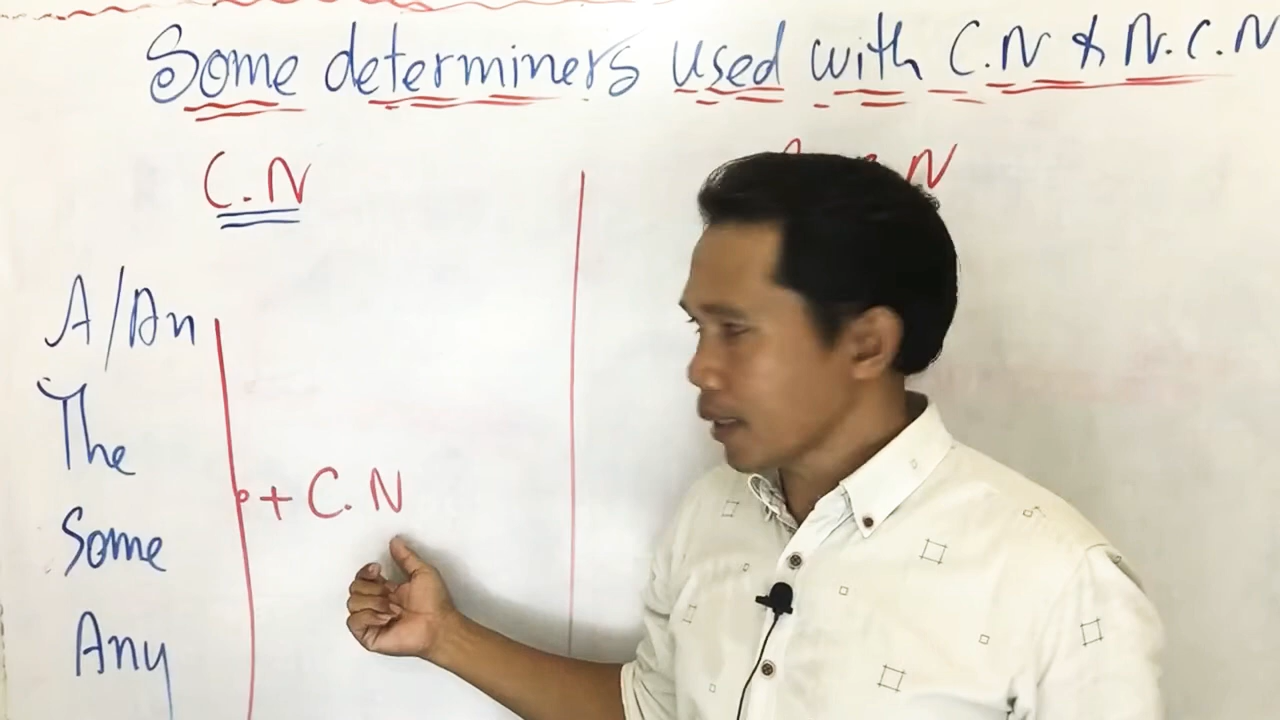 Some determiners used with C.N & N.C.N
C.N
N
A/An
The
+ C.N
Some
Any